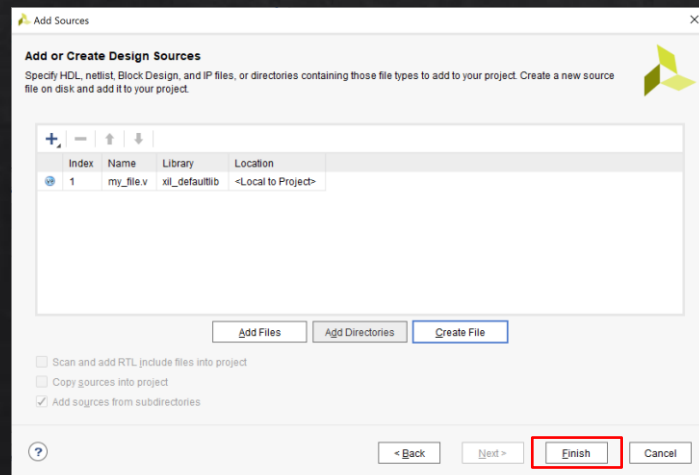 Add Sources
Add or Create Design Sources
Specify HDL, netlist, Block Design, and IP files, or directories containing those file types to add to your project. Create a new source
file on disk and add it to your project.
Index Name Library Location
1 my_file.v xil_defaultlib <Local to Project>
Add Files Add Directories Create File
Scan and add RTL include files into project
Copy sources into project
Add sources from subdirectories
? < Back Next > Finish Cancel